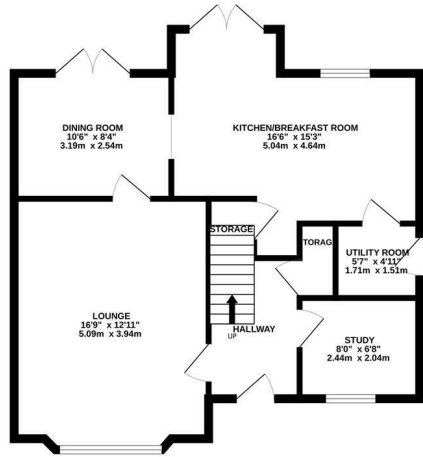 DINING ROOM
10'6" x 8'4"
3.19m x 2.54m
KITCHEN/BREAKFAST ROOM
16'6" x 15'3"
5.04m x 4.64m
STORAGE
TORAG
UTILITY ROOM
5'7" x 4'11"
1.71m x 1.51m
LOUNGE
16'9" x 12'11"
5.09m x 3.94m
HALLWAY
UP
STUDY
8'0" x 6'8"
2.44m x 2.04m